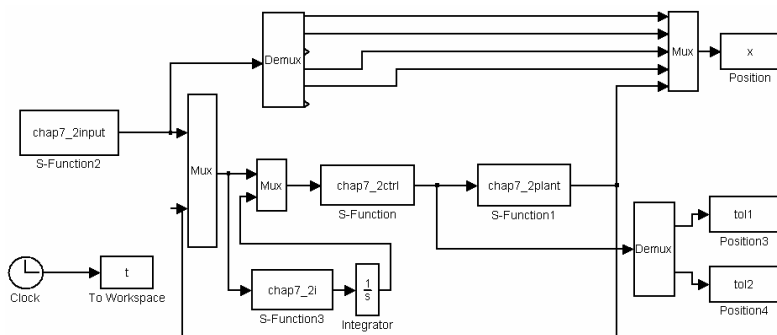 Demux
Mux
x
Position
chap7_2input
S-Function2
Mux
Mux
chap7_2ctrl
S-Function
chap7_2plant
S-Function1
tol1
Position3
Demux
Clock
t
To Workspace
chap7_2i
S-Function3
1
s
Integrator
tol2
Position4